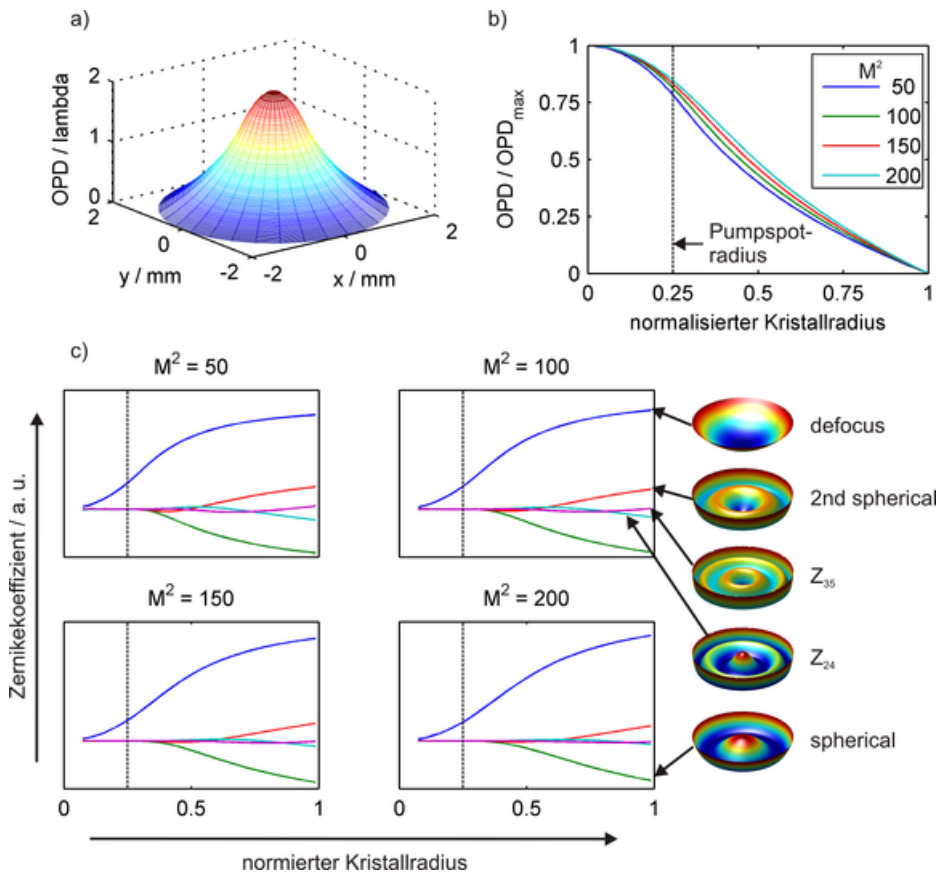 a)
OPD / lambda
2
1
0
2
0
-2
y / mm
-2
0
2
x / mm
b)
OPD / OPDmax
1
0.75
0.5
0.25
0
0
0.25
0.5
0.75
1
normalisierter Kristallradius
M²
50
100
150
200
Pumpspot-
radius
c)
Zernikekoeffizient / a. u.
M² = 50
M² = 100
M² = 150
M² = 200
0
0.5
1
0
0.5
1
normierter Kristallradius
defocus
2nd spherical
Z35
Z24
spherical